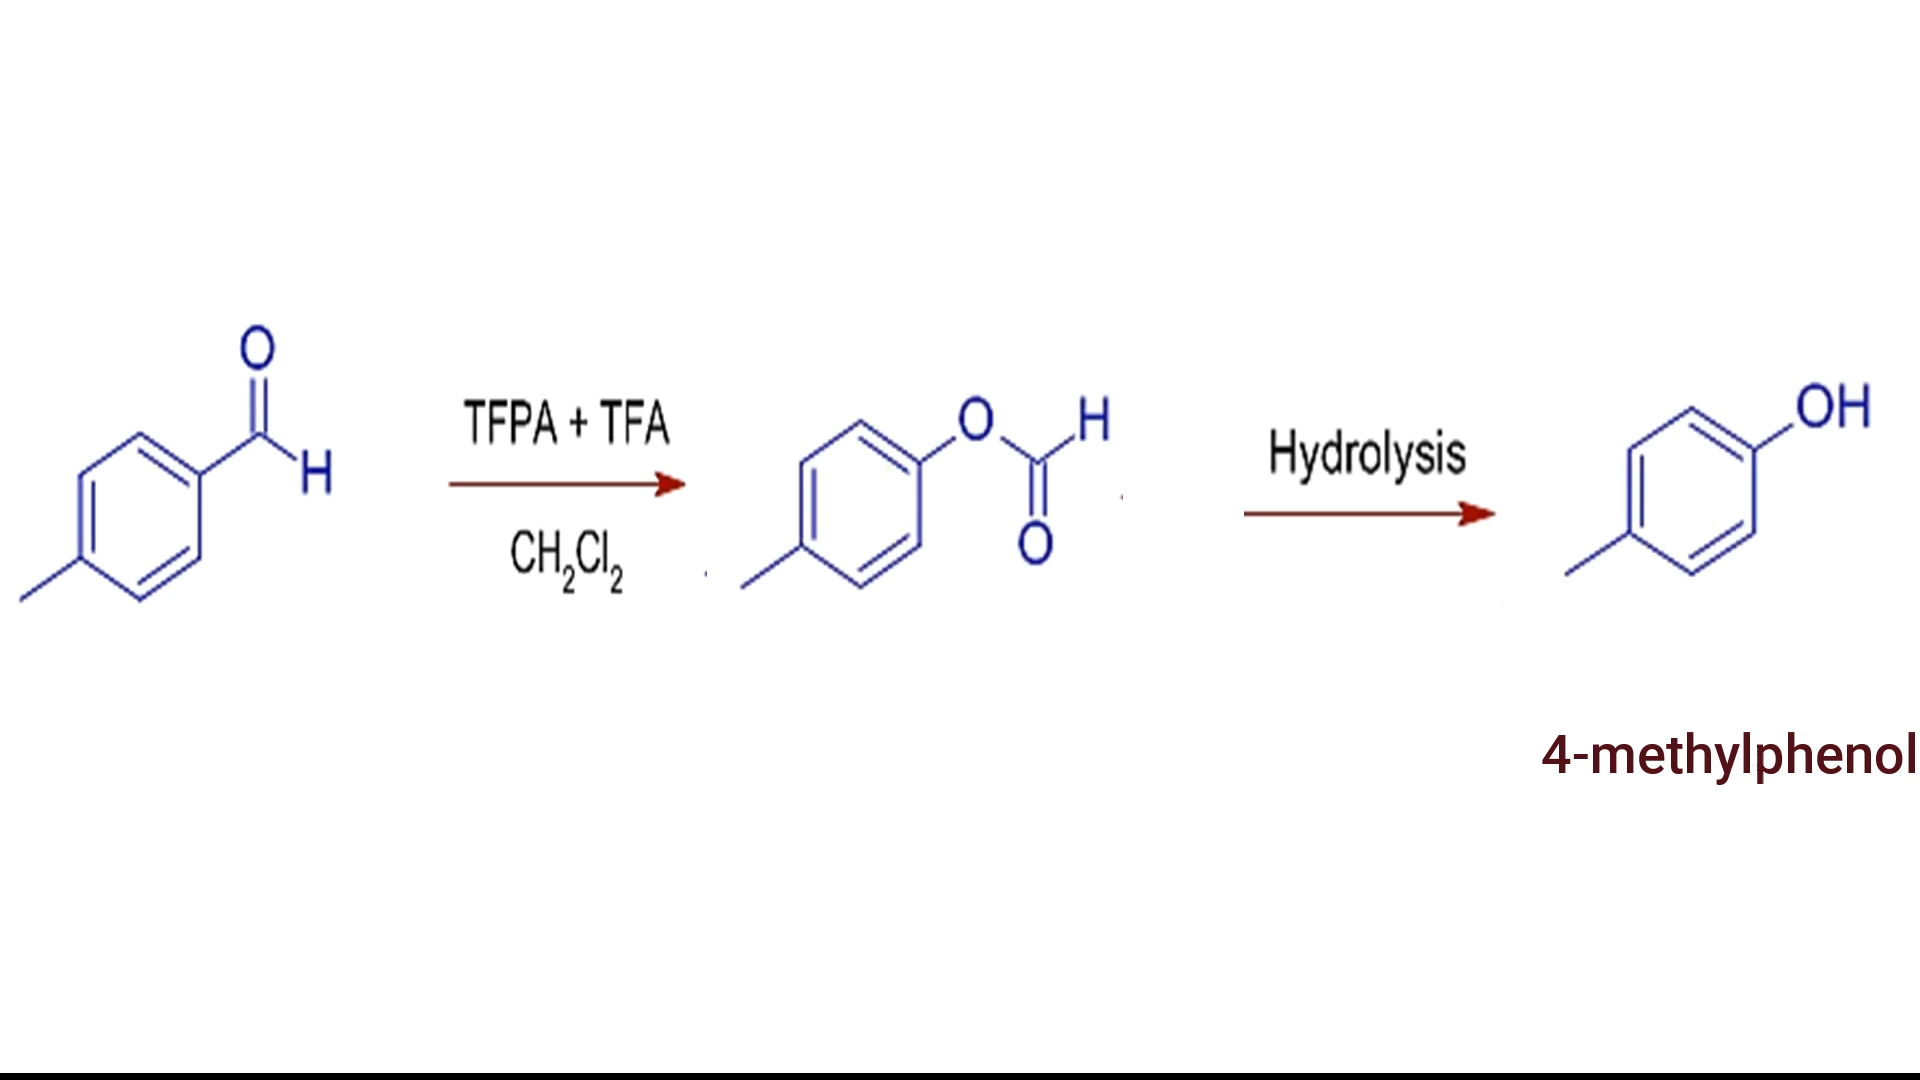 O
H
TFPA + TFA
CH₂Cl₂
O
H
O
Hydrolysis
OH
4-methylphenol